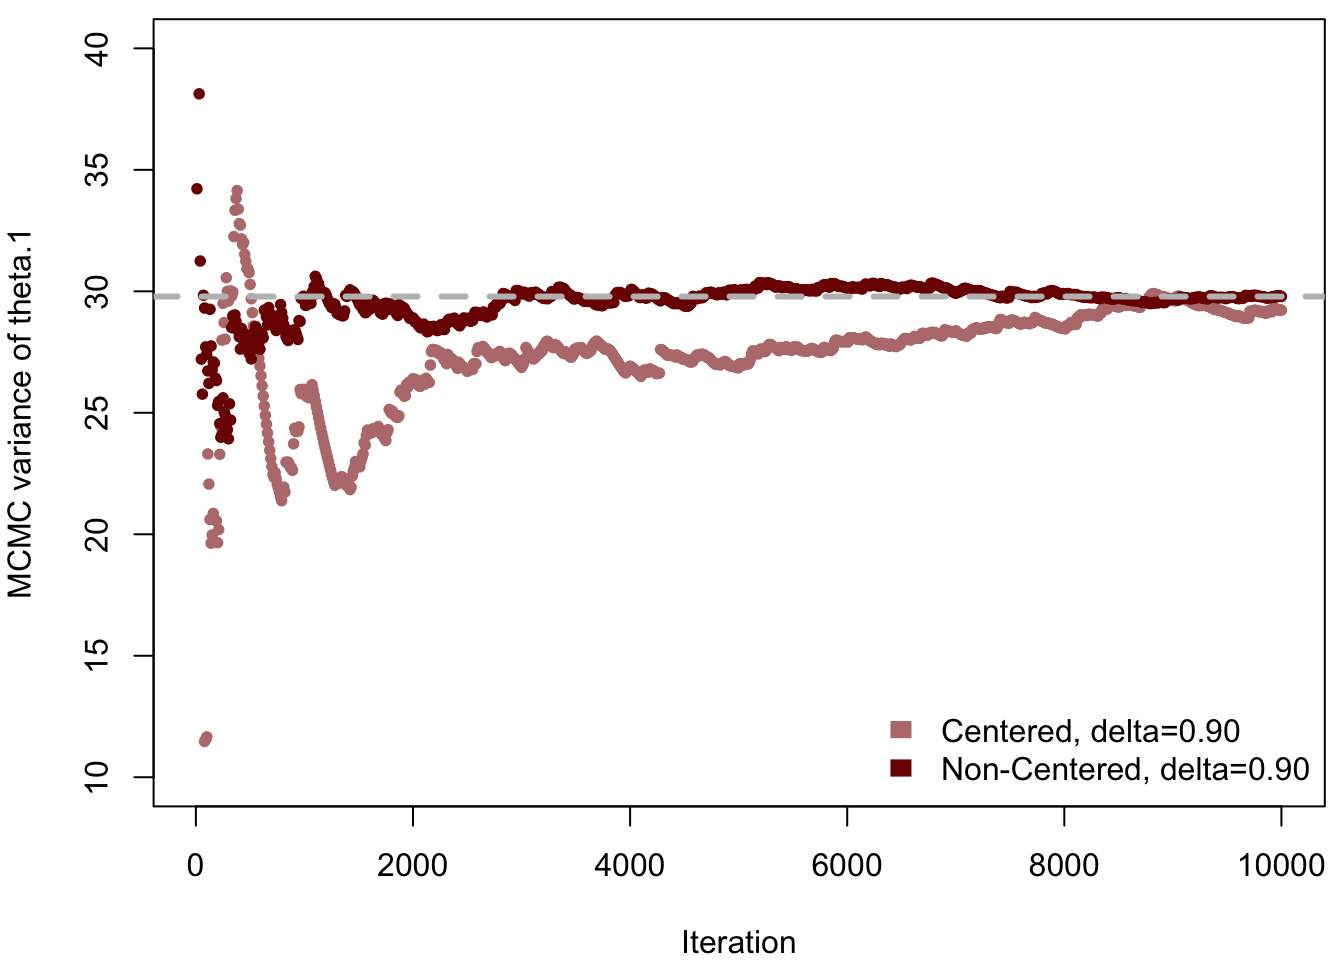 MCMC variance of theta.1
40
35
30
25
20
15
10
Centered, delta=0.90
Non-Centered, delta=0.90
0 2000 4000 6000 8000 10000
Iteration